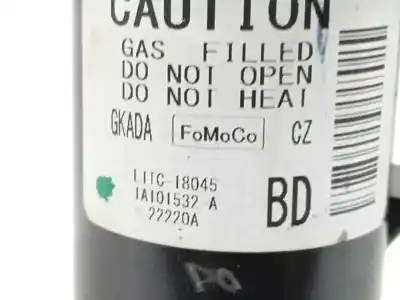 CAUTION
GAS FILLED
DO NOT OPEN
DO NOT HEAT
GKADA FoMoCo CZ
L1TC-18045
1A101532-A
22220A
BD